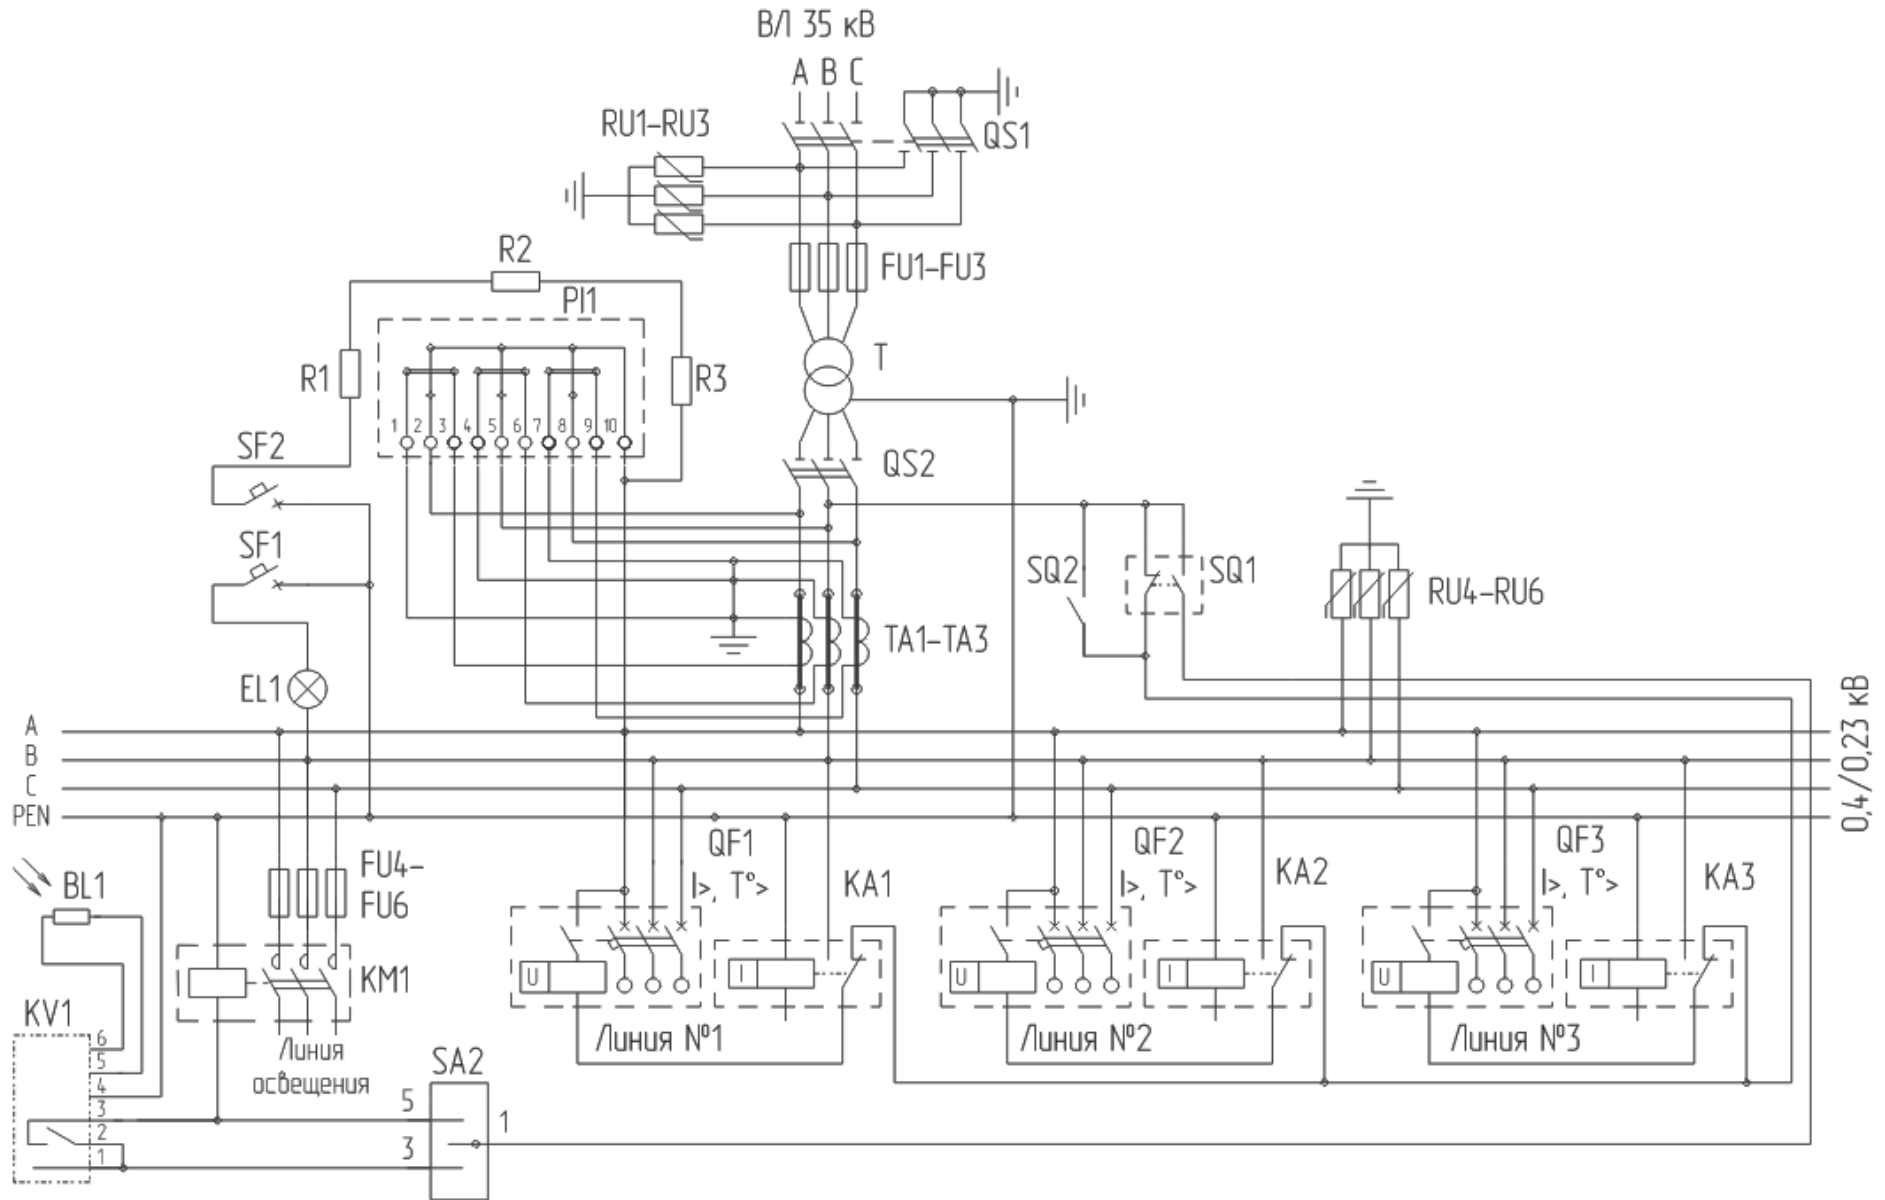 ВЛ 35 кВ
A B C
RU1-RU3
QS1
R2
FU1-FU3
PI1
T
R1
R3
1 2 3 4 5 6 7 8 9 10
SF2
QS2
SF1
SQ2
SQ1
RU4-RU6
TA1-TA3
EL1
A
B
C
PEN
0,4/0,23 кВ
QF1
I>, T°>
KA1
QF2
I>, T°>
KA2
QF3
I>, T°>
KA3
FU4-
FU6
BL1
KM1
U
I
U
I
U
I
KV1
6
5
4
3
2
1
Линия
освещения
Линия №1
Линия №2
Линия №3
SA2
5
3
1